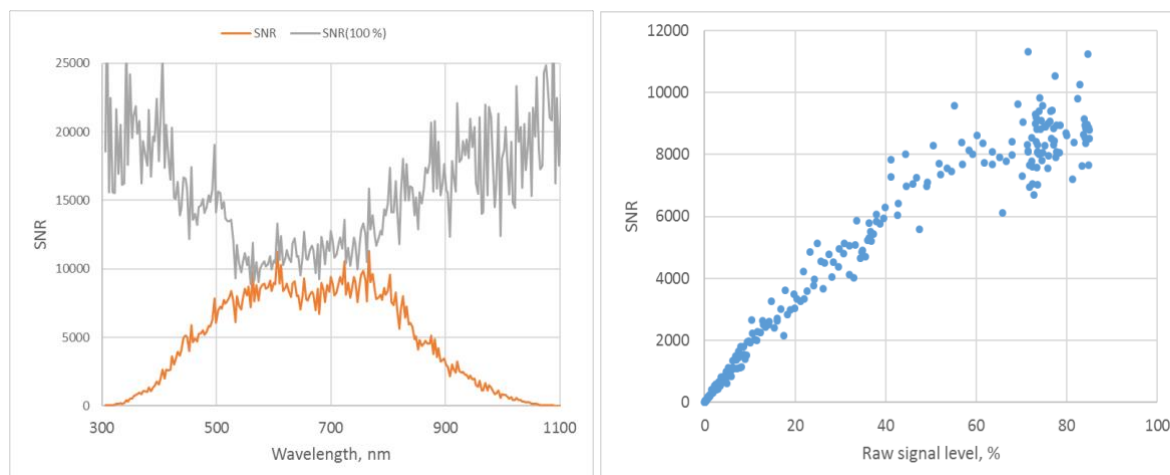 SNR SNR(100 %)
25000
20000
15000
10000
5000
0
SNR
300 500 700 900 1100
Wavelength, nm
12000
10000
8000
6000
4000
2000
0
SNR
0 20 40 60 80 100
Raw signal level, %